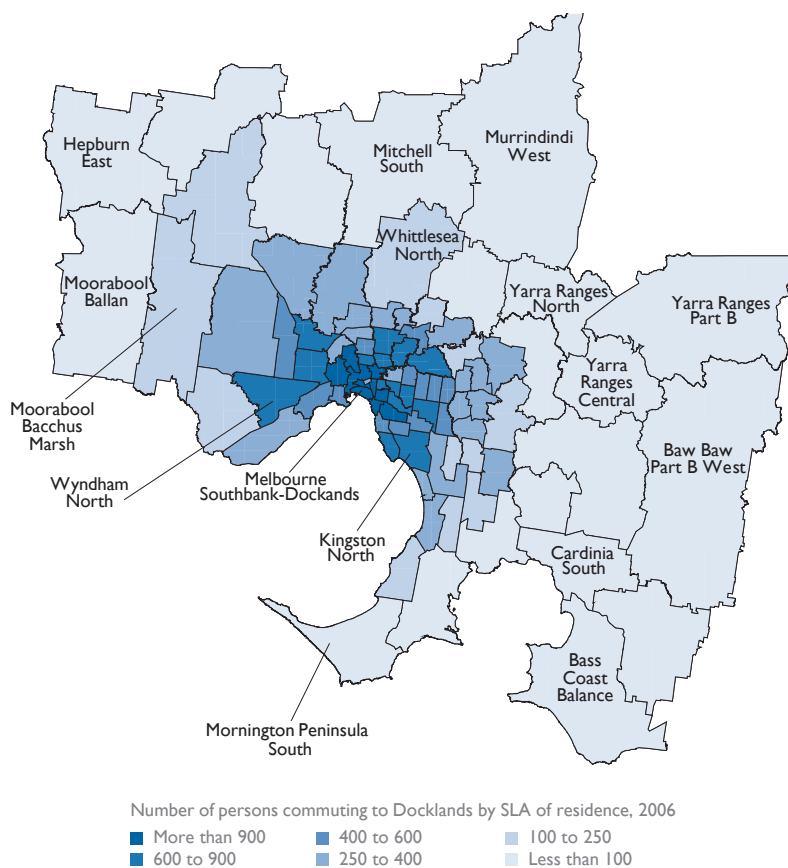 Hepburn
East
Mitchell
South
Murrindindi
West
Whittlesea
North
Moorabool
Ballan
Yarra Ranges
North
Yarra Ranges
Part B
Yarra
Ranges
Central
Moorabool
Bacchus
Marsh
Baw Baw
Part B West
Wyndham
North
Melbourne
Southbank-Dockands
Kingston
North
Cardinia
South
Bass
Coast
Balance
Mornington Peninsula
South
Number of persons commuting to Docklands by SLA of residence, 2006
More than 900
400 to 600
100 to 250
600 to 900
250 to 400
Less than 100